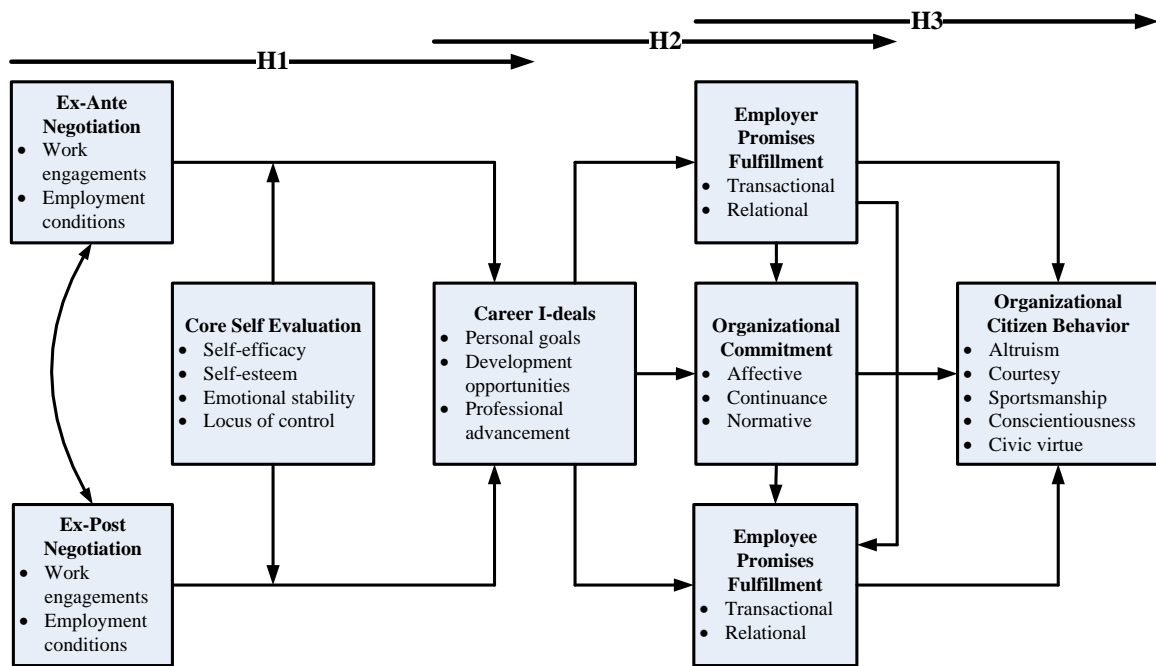 H3
H2
H1
Ex-Ante
Negotiation
• Work
engagements
• Employment
conditions
Employer
Promises
Fulfillment
• Transactional
• Relational
Core Self Evaluation
• Self-efficacy
• Self-esteem
• Emotional stability
• Locus of control
Career I-deals
• Personal goals
• Development
opportunities
• Professional
advancement
Organizational
Commitment
• Affective
• Continuance
• Normative
Organizational
Citizen Behavior
• Altruism
• Courtesy
• Sportsmanship
• Conscientiousness
• Civic virtue
Ex-Post
Negotiation
• Work
engagements
• Employment
conditions
Employee
Promises
Fulfillment
• Transactional
• Relational